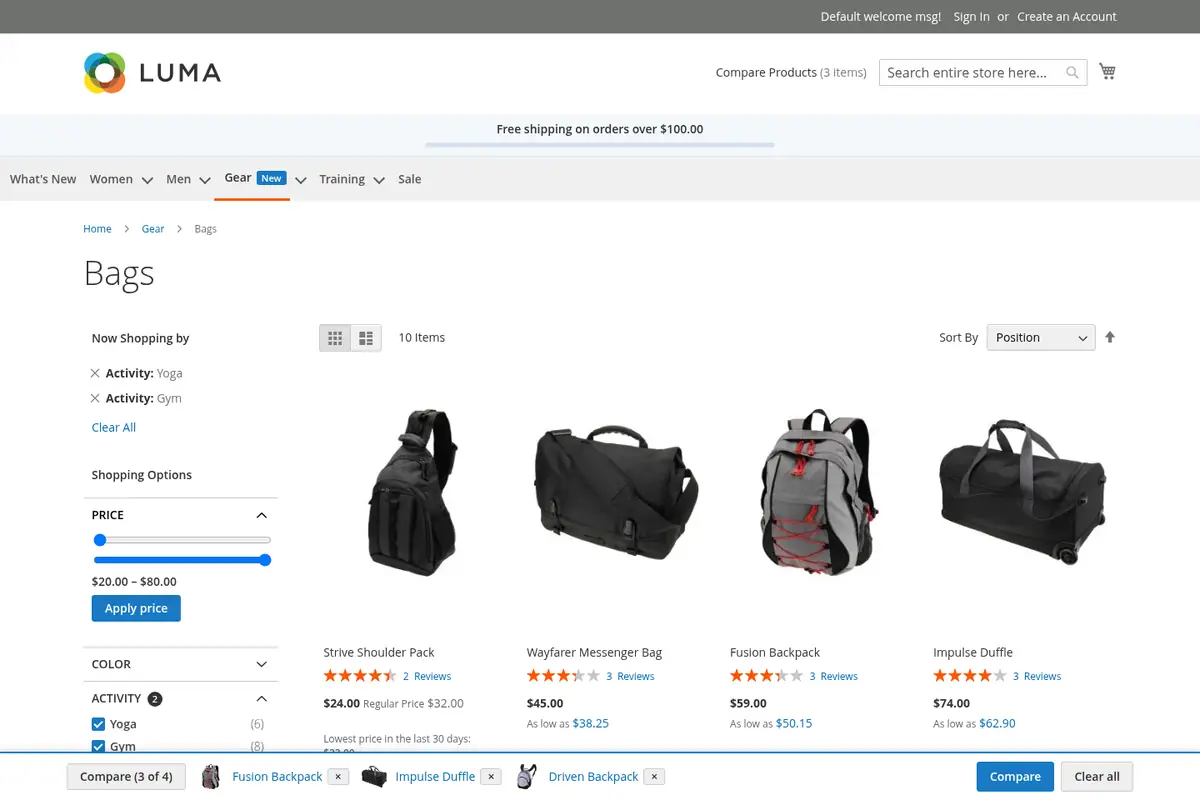 Default welcome msg! Sign In or Create an Account
LUMA
Compare Products (3 items)
Search entire store here...
Free shipping on orders over $100.00
What's New Women Men Gear New Training Sale
Home > Gear > Bags
Bags
Now Shopping by
Activity: Yoga
Activity: Gym
Clear All
Shopping Options
PRICE
$20.00 – $80.00
Apply price
COLOR
ACTIVITY 2
Yoga (6)
Gym (8)
10 Items
Sort By Position
Strive Shoulder Pack
2 Reviews
$24.00 Regular Price $32.00
Lowest price in the last 30 days:
Wayfarer Messenger Bag
3 Reviews
$45.00
As low as $38.25
Fusion Backpack
3 Reviews
$59.00
As low as $50.15
Impulse Duffle
3 Reviews
$74.00
As low as $62.90
Compare (3 of 4)
Fusion Backpack ×
Impulse Duffle ×
Driven Backpack ×
Compare
Clear all